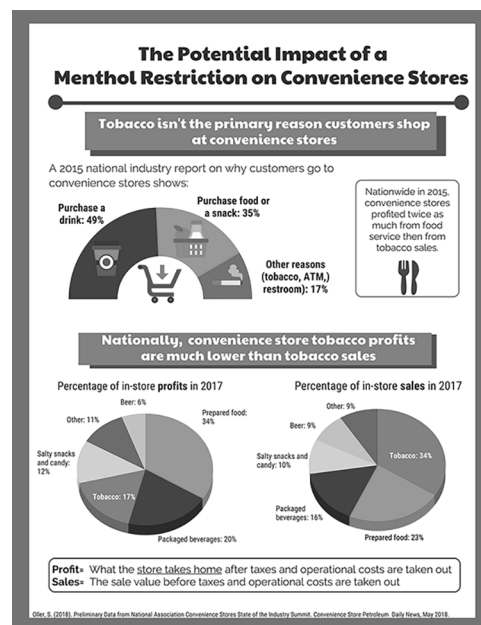 The Potential Impact of a
Menthol Restriction on Convenience Stores
Tobacco isn't the primary reason customers shop
at convenience stores
A 2015 national industry report on why customers go to
convenience stores shows:
Purchase a
drink: 49%
Purchase food or
a snack: 35%
Other reasons
(tobacco, ATM,)
restroom): 17%
Nationwide in 2015,
convenience stores
profited twice as
much from food
service then from
tobacco sales.
Nationally, convenience store tobacco profits
are much lower than tobacco sales
Percentage of in-store profits in 2017
Beer: 6%
Other: 11%
Prepared food:
34%
Salty snacks
and candy:
12%
Tobacco: 17%
Packaged beverages: 20%
Percentage of in-store sales in 2017
Other: 9%
Beer: 9%
Tobacco: 34%
Salty snacks and
candy: 10%
Packaged
beverages: 16%
Prepared food: 23%
Profit= What the store takes home after taxes and operational costs are taken out
Sales= The sale value before taxes and operational costs are taken out
Oller, S. (2018). Preliminary Data from National Association Convenience Stores State of the Industry Summit. Convenience Store Petroleum Daily News, May 2018.